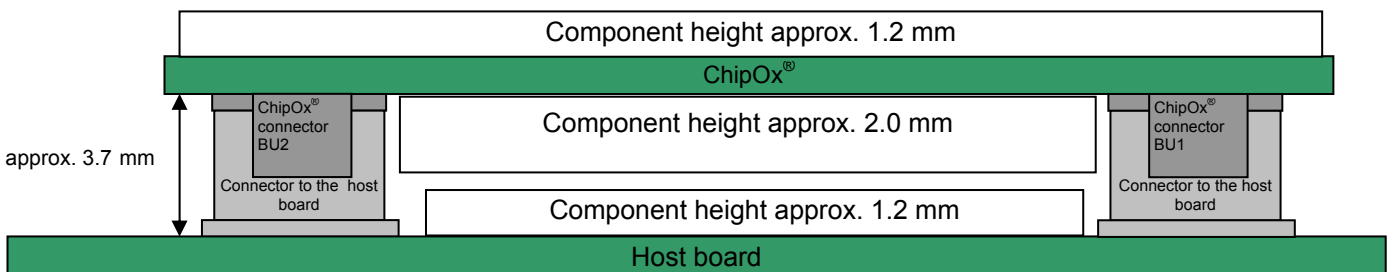 Component height approx. 1.2 mm
ChipOx®
ChipOx®
connector
BU2
Component height approx. 2.0 mm
ChipOx®
connector
BU1
approx. 3.7 mm
Connector to the host
board
Connector to the host
board
Component height approx. 1.2 mm
Host board